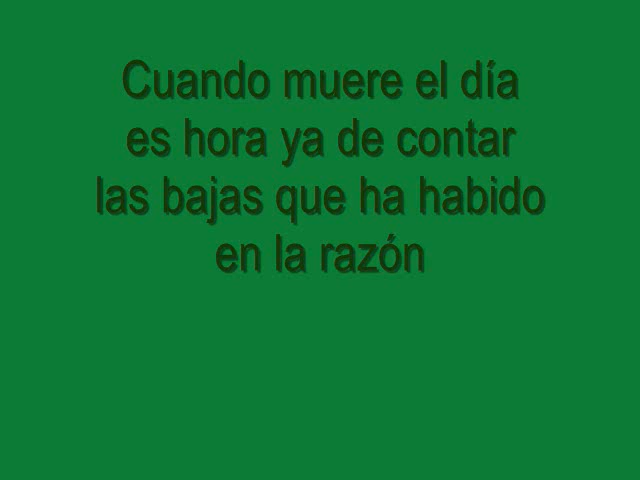 Cuando muere el día
es hora ya de contar
las bajas que ha habido
en la razón